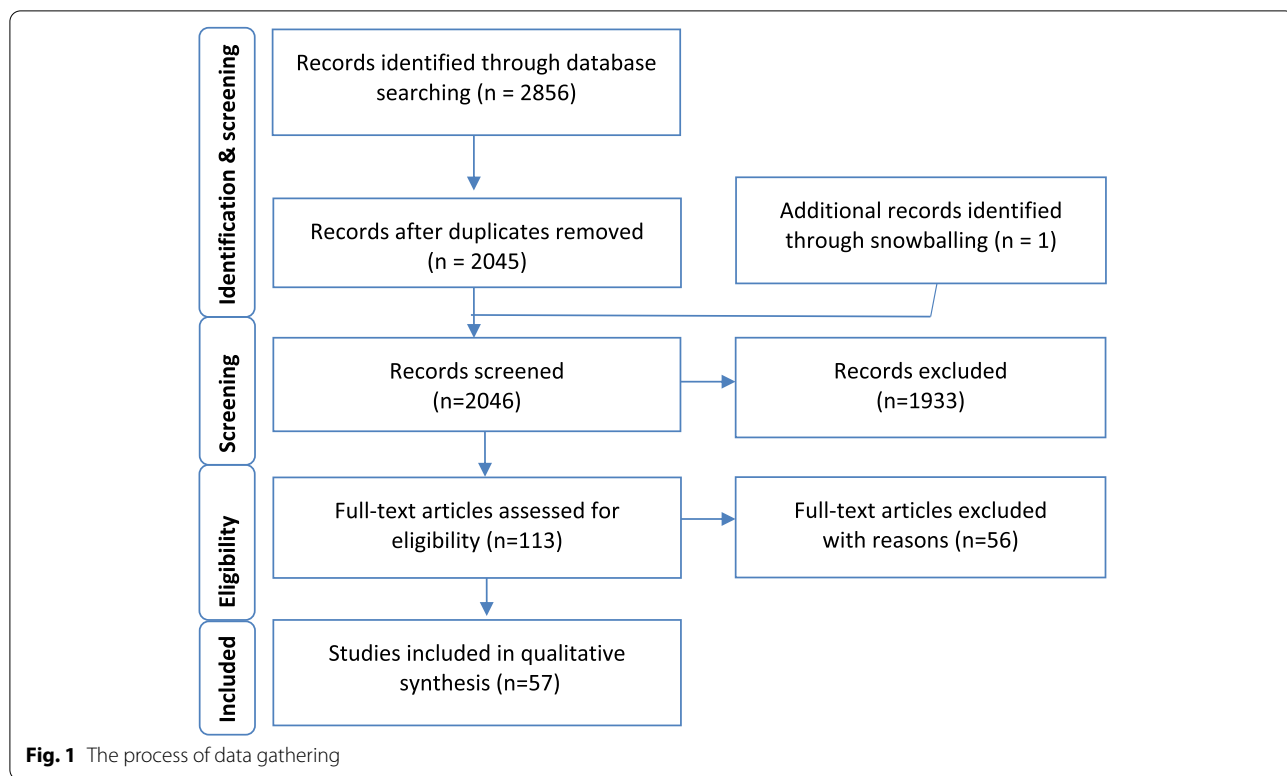 Identification & screening
Records identified through database
searching (n = 2856)
Records after duplicates removed
(n = 2045)
Additional records identified
through snowballing (n = 1)
Screening
Records screened
(n=2046)
Records excluded
(n=1933)
Eligibility
Full-text articles assessed for
eligibility (n=113)
Full-text articles excluded
with reasons (n=56)
Included
Studies included in qualitative
synthesis (n=57)
Fig. 1 The process of data gathering